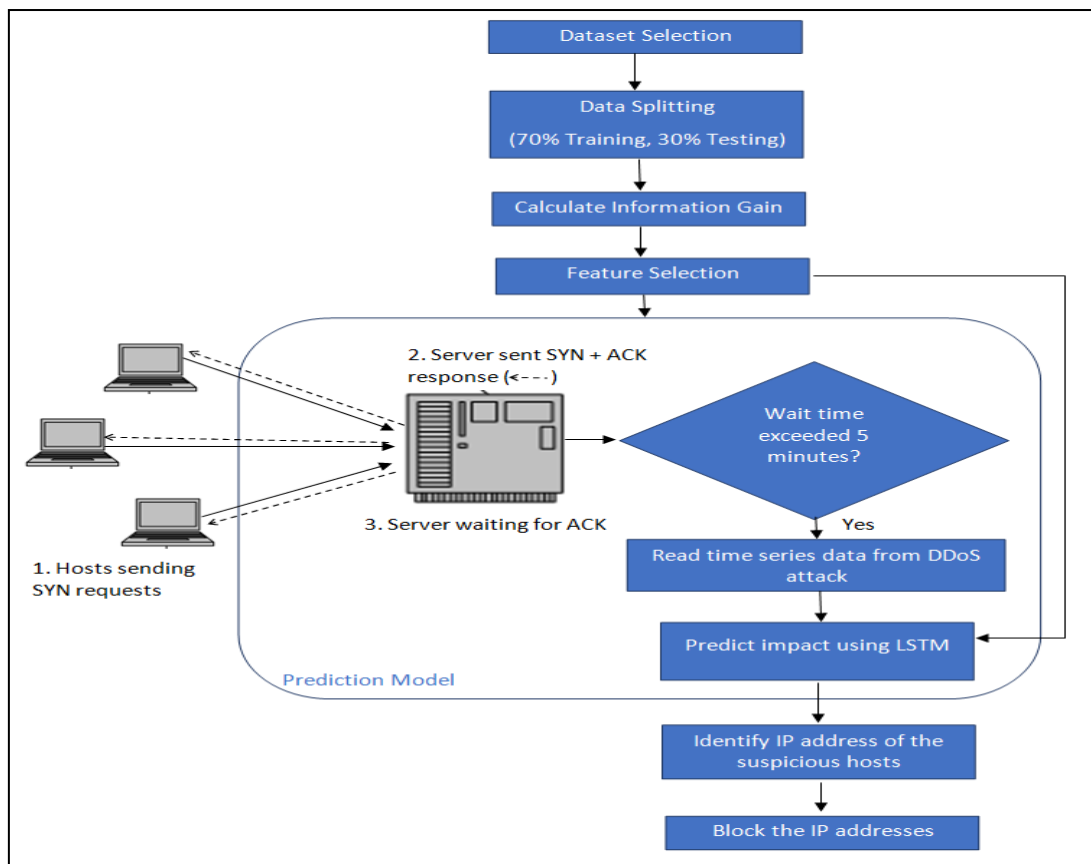 Dataset Selection
Data Splitting
(70% Training, 30% Testing)
Calculate Information Gain
Feature Selection
2. Server sent SYN + ACK
response (<---)
Wait time
exceeded 5
minutes?
3. Server waiting for ACK
Yes
1. Hosts sending
SYN requests
Read time series data from DDoS
attack
Predict impact using LSTM
Prediction Model
Identify IP address of the
suspicious hosts
Block the IP addresses